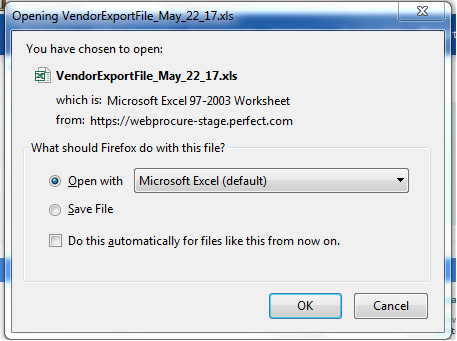 Opening VendorExportFile_May_22_17.xls
You have chosen to open:
VendorExportFile_May_22_17.xls
which is: Microsoft Excel 97-2003 Worksheet
from: https://webprocure-stage.perfect.com
What should Firefox do with this file?
Open with Microsoft Excel (default)
Save File
Do this automatically for files like this from now on.
OK Cancel